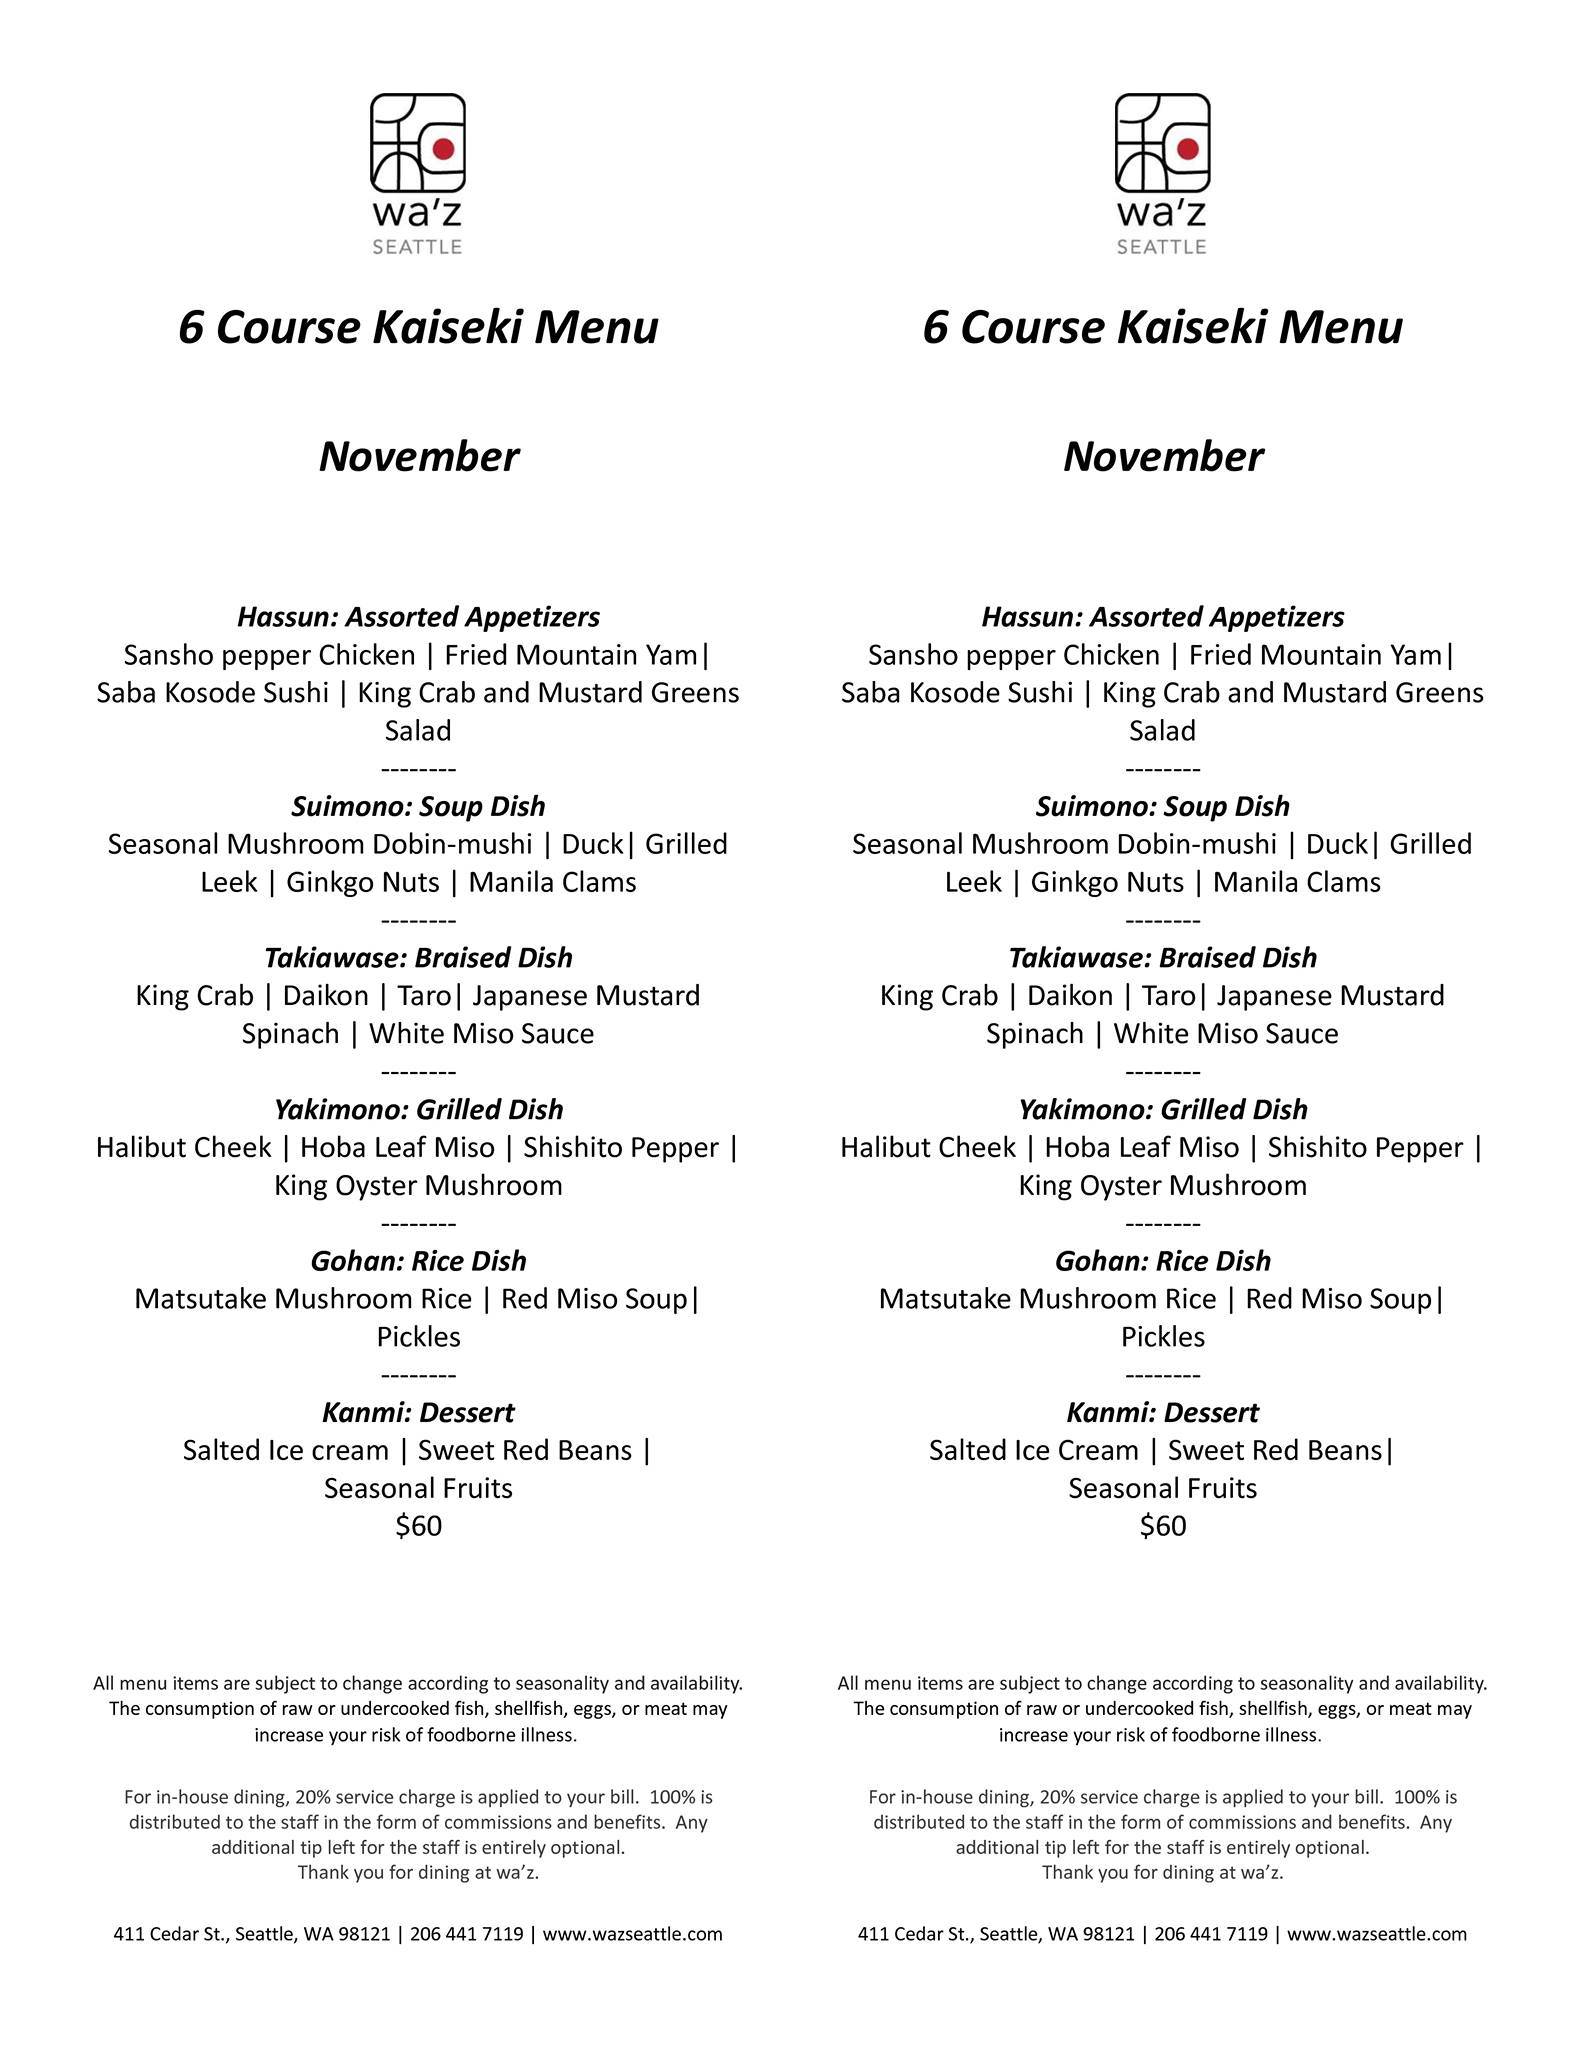 wa'z
SEATTLE
6 Course Kaiseki Menu
November
Hassun: Assorted Appetizers
Sansho pepper Chicken | Fried Mountain Yam|
Saba Kosode Sushi | King Crab and Mustard Greens
Salad
--------
Suimono: Soup Dish
Seasonal Mushroom Dobin-mushi | Duck| Grilled
Leek | Ginkgo Nuts | Manila Clams
--------
Takiawase: Braised Dish
King Crab | Daikon | Taro| Japanese Mustard
Spinach | White Miso Sauce
--------
Yakimono: Grilled Dish
Halibut Cheek | Hoba Leaf Miso | Shishito Pepper |
King Oyster Mushroom
--------
Gohan: Rice Dish
Matsutake Mushroom Rice | Red Miso Soup|
Pickles
--------
Kanmi: Dessert
Salted Ice cream | Sweet Red Beans |
Seasonal Fruits
$60
All menu items are subject to change according to seasonality and availability.
The consumption of raw or undercooked fish, shellfish, eggs, or meat may
increase your risk of foodborne illness.
For in-house dining, 20% service charge is applied to your bill.  100% is
distributed to the staff in the form of commissions and benefits.  Any
additional tip left for the staff is entirely optional.
Thank you for dining at wa’z.
411 Cedar St., Seattle, WA 98121 | 206 441 7119 | www.wazseattle.com
wa'z
SEATTLE
6 Course Kaiseki Menu
November
Hassun: Assorted Appetizers
Sansho pepper Chicken | Fried Mountain Yam|
Saba Kosode Sushi | King Crab and Mustard Greens
Salad
--------
Suimono: Soup Dish
Seasonal Mushroom Dobin-mushi | Duck| Grilled
Leek | Ginkgo Nuts | Manila Clams
--------
Takiawase: Braised Dish
King Crab | Daikon | Taro| Japanese Mustard
Spinach | White Miso Sauce
--------
Yakimono: Grilled Dish
Halibut Cheek | Hoba Leaf Miso | Shishito Pepper |
King Oyster Mushroom
--------
Gohan: Rice Dish
Matsutake Mushroom Rice | Red Miso Soup|
Pickles
--------
Kanmi: Dessert
Salted Ice Cream | Sweet Red Beans|
Seasonal Fruits
$60
All menu items are subject to change according to seasonality and availability.
The consumption of raw or undercooked fish, shellfish, eggs, or meat may
increase your risk of foodborne illness.
For in-house dining, 20% service charge is applied to your bill.  100% is
distributed to the staff in the form of commissions and benefits.  Any
additional tip left for the staff is entirely optional.
Thank you for dining at wa’z.
411 Cedar St., Seattle, WA 98121 | 206 441 7119 | www.wazseattle.com